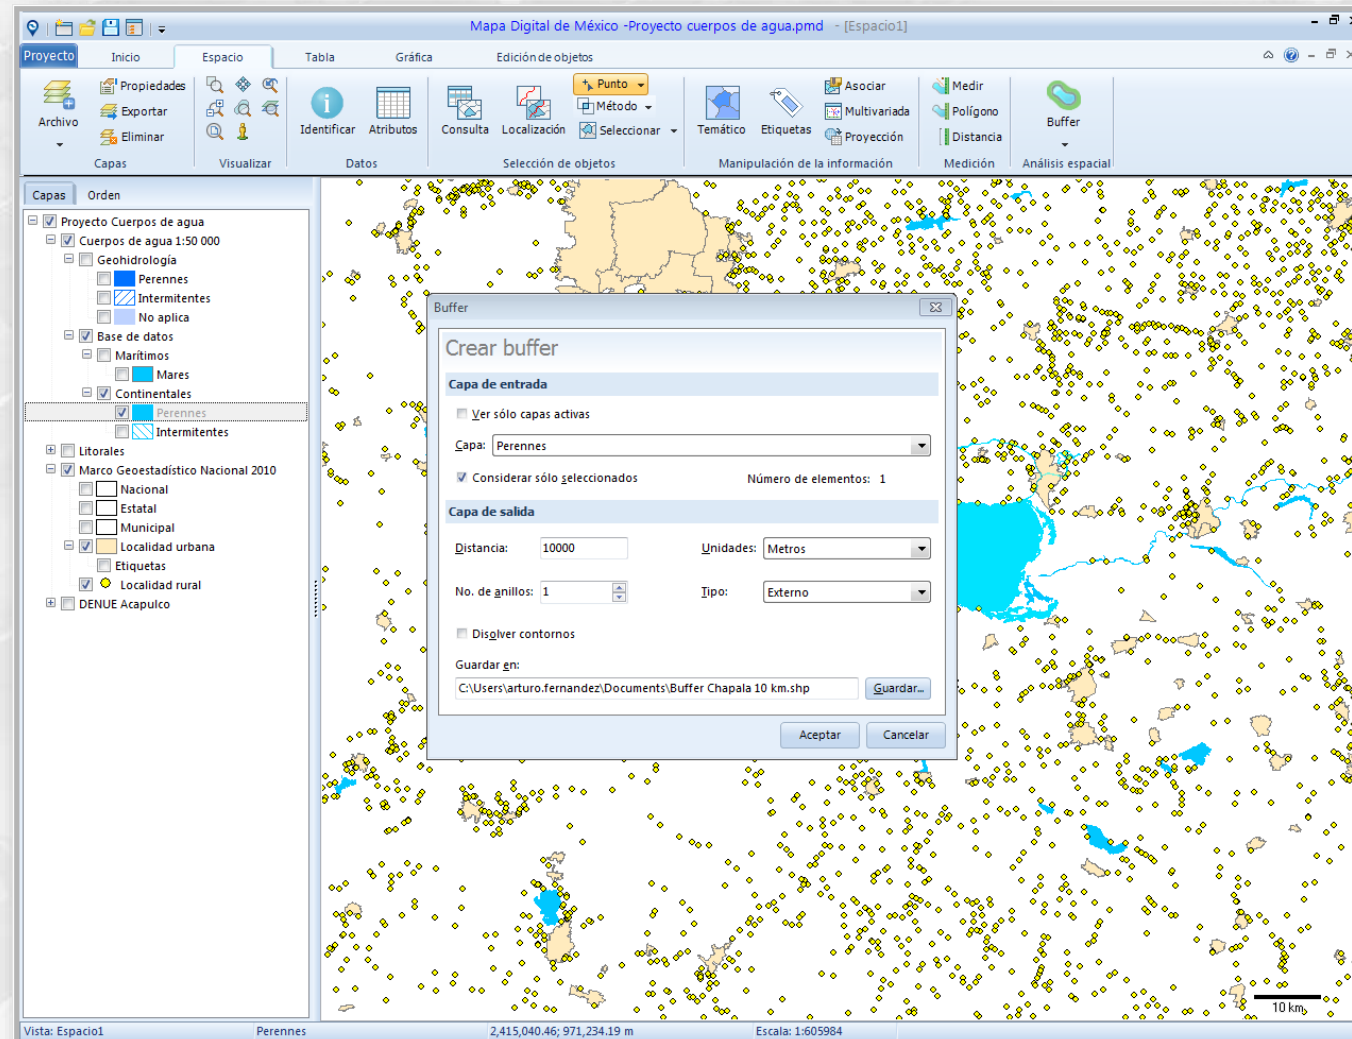 Mapa Digital de México -Proyecto cuerpos de agua.pmd - [Espacio1]
Proyecto Inicio Espacio Tabla Gráfica Edición de objetos
Archivo
Propiedades
Exportar
Eliminar
Capas
Visualizar
Identificar Atributos
Datos
Consulta Localización
Punto
Método
Seleccionar
Selección de objetos
Temático Etiquetas
Asociar
Multivariada
Proyección
Manipulación de la información
Medir
Polígono
Distancia
Medición
Buffer
Análisis espacial
Capas Orden
Proyecto Cuerpos de agua
Cuerpos de agua 1:50 000
Geohidrología
Perennes
Intermitentes
No aplica
Base de datos
Marítimos
Mares
Continentales
Perennes
Intermitentes
Litorales
Marco Geoestadístico Nacional 2010
Nacional
Estatal
Municipal
Localidad urbana
Etiquetas
Localidad rural
DENUE Acapulco
Buffer
Crear buffer
Capa de entrada
Ver sólo capas activas
Capa: Perennes
Considerar sólo seleccionados Número de elementos: 1
Capa de salida
Distancia: 10000 Unidades: Metros
No. de anillos: 1 Tipo: Externo
Disolver contornos
Guardar en:
C:\Users\arturo.fernandez\Documents\Buffer Chapala 10 km.shp Guardar...
Aceptar Cancelar
10 km
Vista: Espacio1 Perennes 2,415,040.46; 971,234.19 m Escala: 1:605984